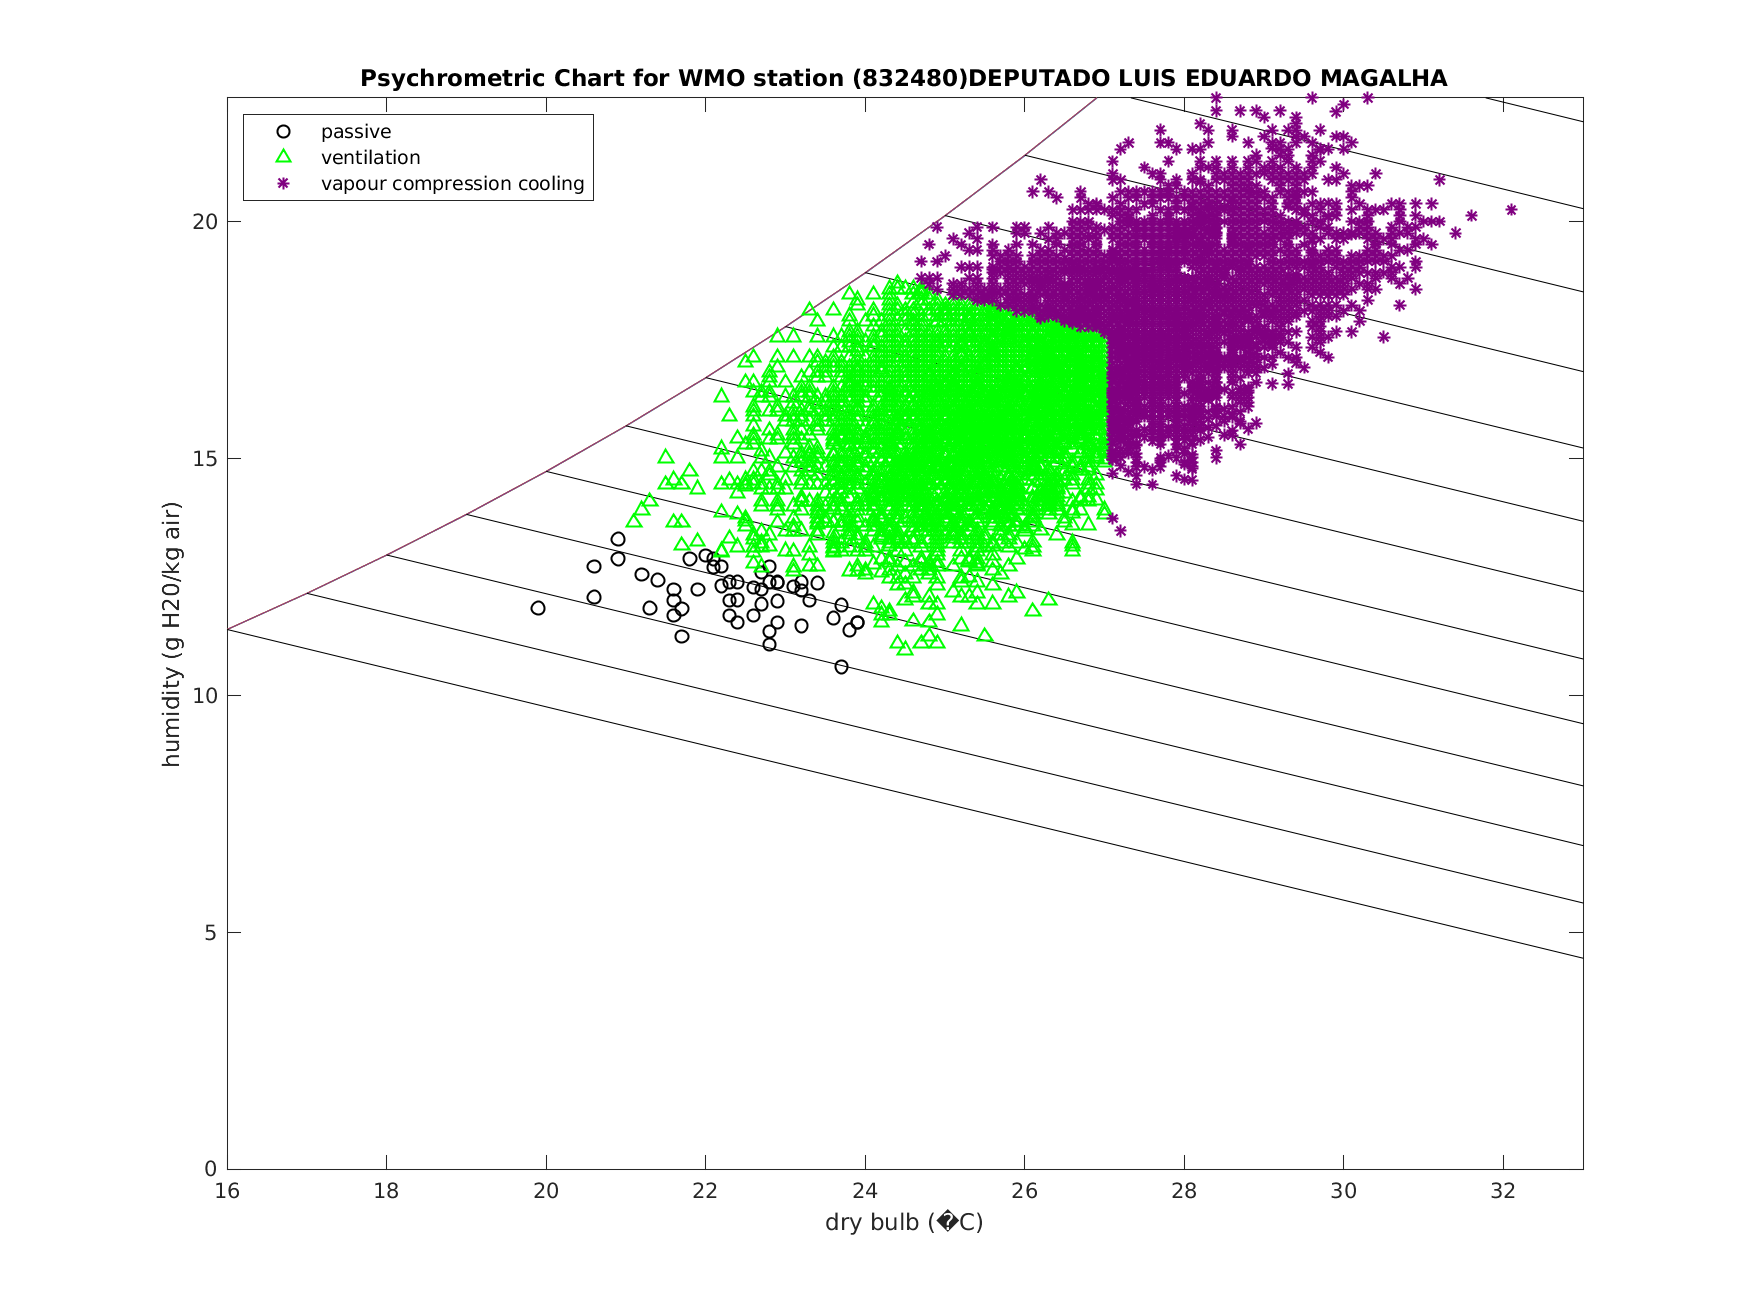 Psychrometric Chart for WMO station (832480)DEPUTADO LUIS EDUARDO MAGALHA
passive
ventilation
vapour compression cooling
20
15
10
5
0
humidity (g H20/kg air)
16 18 20 22 24 26 28 30 32
dry bulb (�C)